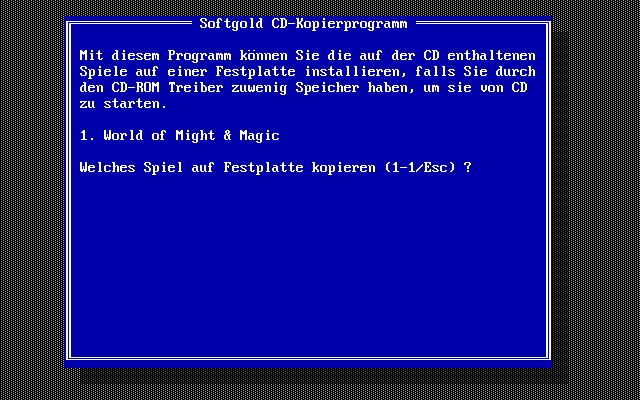 Softgold CD-Kopierprogramm
Mit diesem Programm können Sie die auf der CD enthaltenen
Spiele auf einer Festplatte installieren, falls Sie durch
den CD-ROM Treiber zuwenig Speicher haben, um sie von CD
zu starten.
1. World of Might & Magic
Welches Spiel auf Festplatte kopieren (1-1/Esc) ?